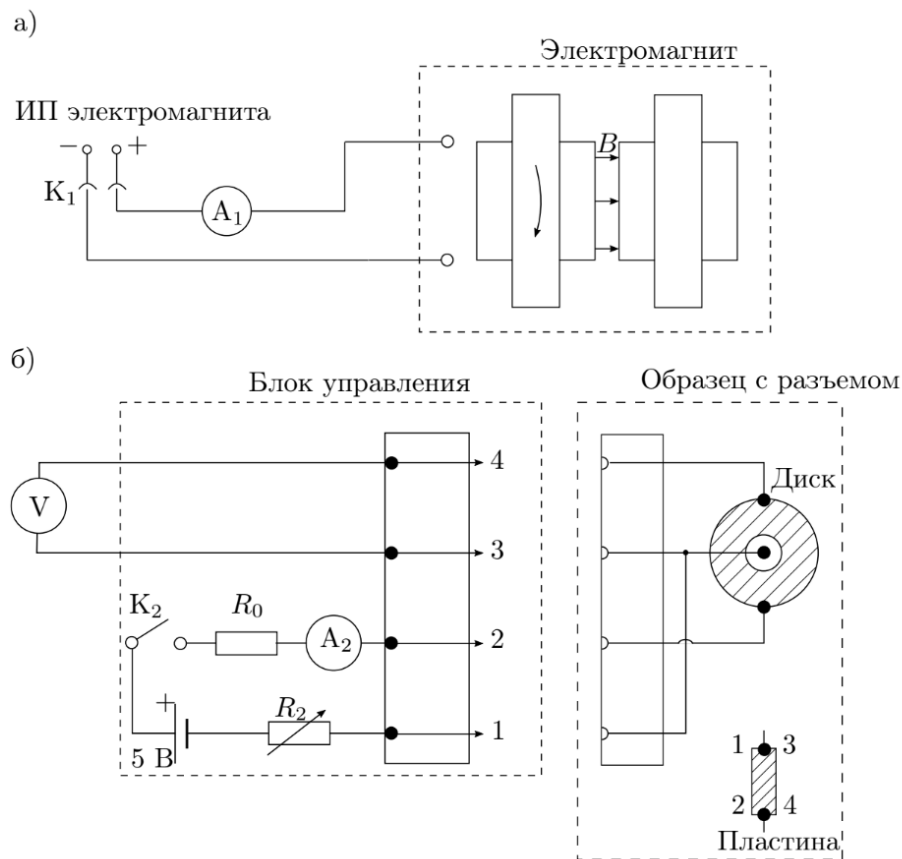 а)
Электромагнит
ИП электромагнита
− +
B
K₁
A₁
б)
Блок управления
Образец с разъемом
4
Диск
V
3
K₂
R₀
A₂
2
+
R₂
1
5 В
1 3
2 4
Пластина